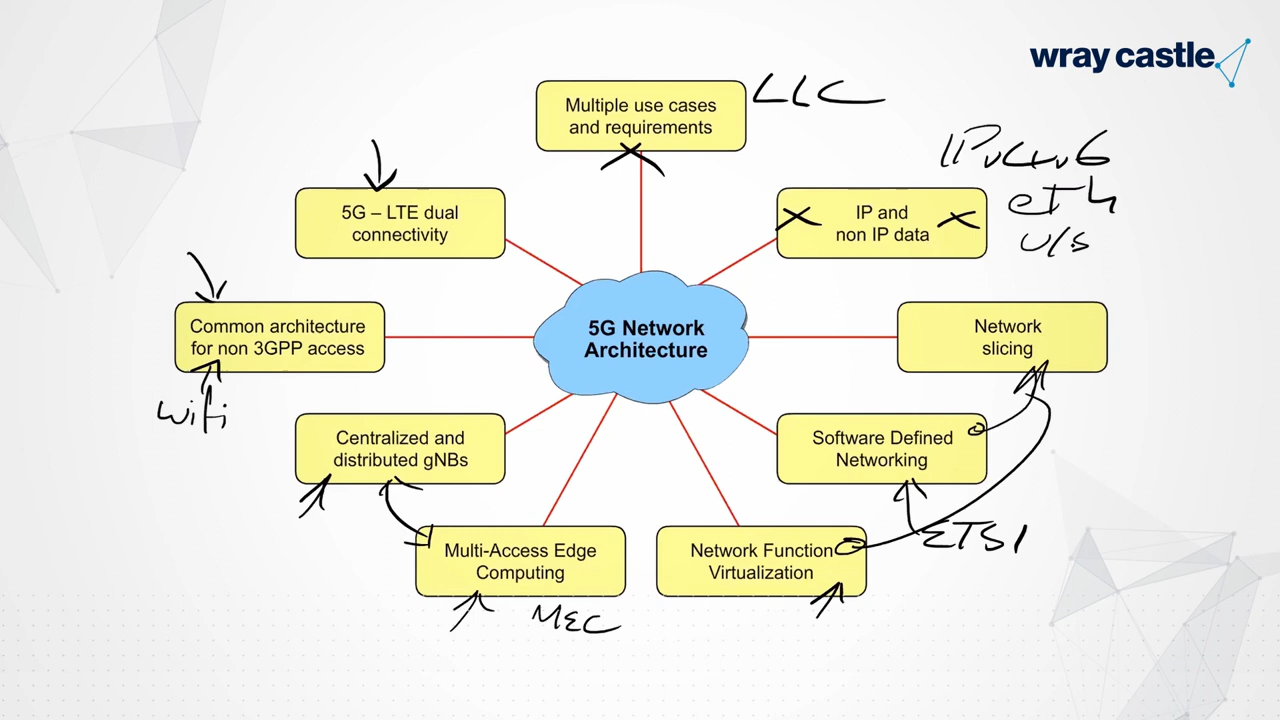 wray castle
Multiple use cases
and requirements
LLC
IPv4v6
eTh
u/s
5G – LTE dual
connectivity
IP and
non IP data
Common architecture
for non 3GPP access
wifi
5G Network
Architecture
Network
slicing
Centralized and
distributed gNBs
Software Defined
Networking
ETSI
Multi-Access Edge
Computing
MEC
Network Function
Virtualization